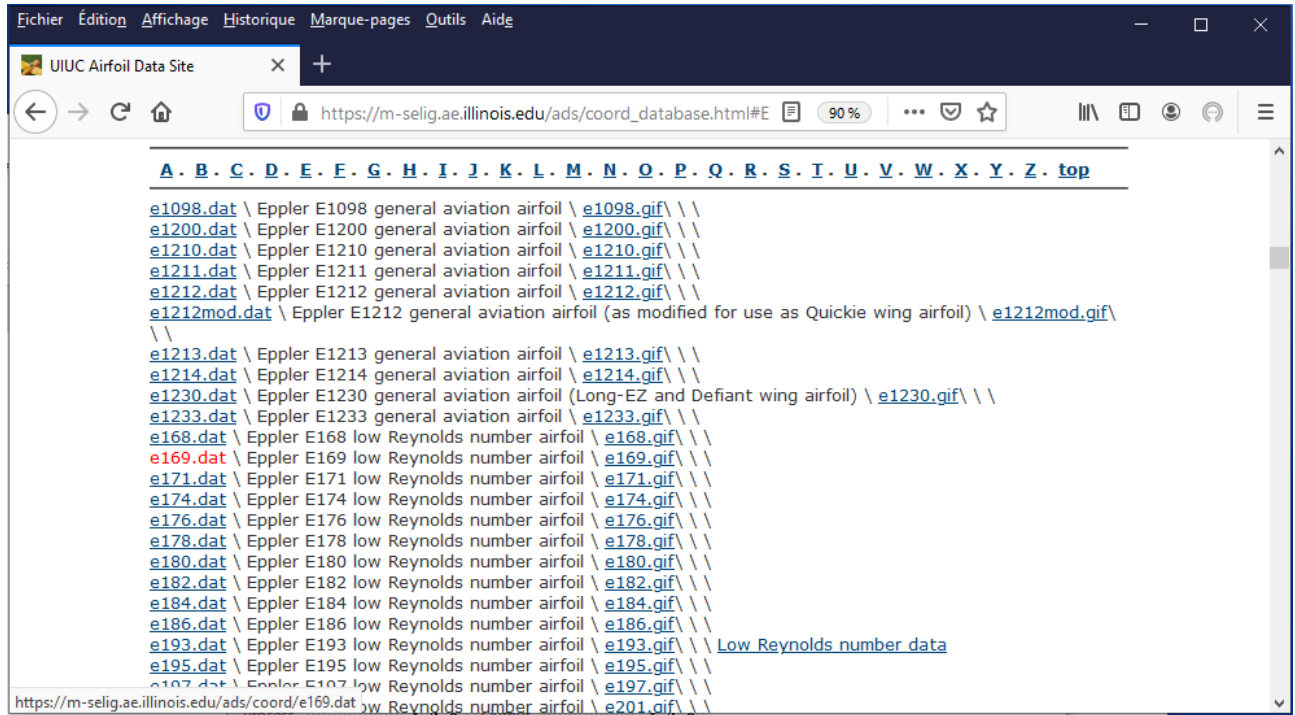 Fichier Édition Affichage Historique Marque-pages Outils Aide
UIUC Airfoil Data Site
https://m-selig.ae.illinois.edu/ads/coord_database.html#E 90 %
A . B . C . D . E . F . G . H . I . J . K . L . M . N . O . P . Q . R . S . T . U . V . W . X . Y . Z . top
e1098.dat \ Eppler E1098 general aviation airfoil \ e1098.gif\ \ \
e1200.dat \ Eppler E1200 general aviation airfoil \ e1200.gif\ \ \
e1210.dat \ Eppler E1210 general aviation airfoil \ e1210.gif\ \ \
e1211.dat \ Eppler E1211 general aviation airfoil \ e1211.gif\ \ \
e1212.dat \ Eppler E1212 general aviation airfoil \ e1212.gif\ \ \
e1212mod.dat \ Eppler E1212 general aviation airfoil (as modified for use as Quickie wing airfoil) \ e1212mod.gif\
\ \
e1213.dat \ Eppler E1213 general aviation airfoil \ e1213.gif\ \ \
e1214.dat \ Eppler E1214 general aviation airfoil \ e1214.gif\ \ \
e1230.dat \ Eppler E1230 general aviation airfoil (Long-EZ and Defiant wing airfoil) \ e1230.gif\ \ \
e1233.dat \ Eppler E1233 general aviation airfoil \ e1233.gif\ \ \
e168.dat \ Eppler E168 low Reynolds number airfoil \ e168.gif\ \ \
e169.dat \ Eppler E169 low Reynolds number airfoil \ e169.gif\ \ \
e171.dat \ Eppler E171 low Reynolds number airfoil \ e171.gif\ \ \
e174.dat \ Eppler E174 low Reynolds number airfoil \ e174.gif\ \ \
e176.dat \ Eppler E176 low Reynolds number airfoil \ e176.gif\ \ \
e178.dat \ Eppler E178 low Reynolds number airfoil \ e178.gif\ \ \
e180.dat \ Eppler E180 low Reynolds number airfoil \ e180.gif\ \ \
e182.dat \ Eppler E182 low Reynolds number airfoil \ e182.gif\ \ \
e184.dat \ Eppler E184 low Reynolds number airfoil \ e184.gif\ \ \
e186.dat \ Eppler E186 low Reynolds number airfoil \ e186.gif\ \ \
e193.dat \ Eppler E193 low Reynolds number airfoil \ e193.gif\ \ \ Low Reynolds number data
e195.dat \ Eppler E195 low Reynolds number airfoil \ e195.gif\ \ \
e197.dat \ Eppler E197 low Reynolds number airfoil \ e197.gif\ \ \
https://m-selig.ae.illinois.edu/ads/coord/e169.dat low Reynolds number airfoil \ e201.gif\ \ \